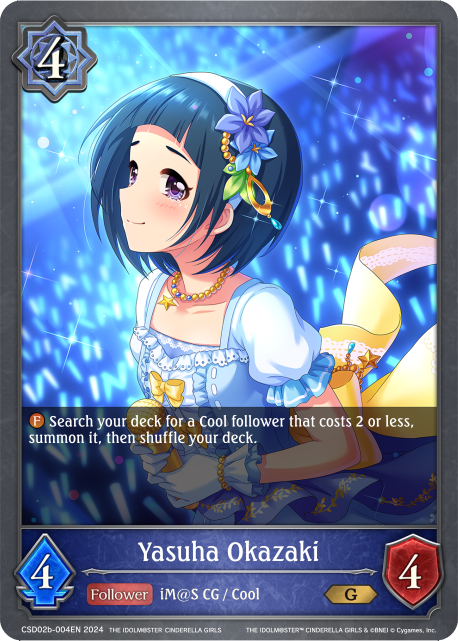 4
F Search your deck for a Cool follower that costs 2 or less,
summon it, then shuffle your deck.
Yasuha Okazaki
4 Follower iM@S CG / Cool G 4
CSD02b-004EN 2024 THE IDOLM@STER CINDERELLA GIRLS THE IDOLM@STER™ CINDERELLA GIRLS & ©BNEI © Cygames, Inc.